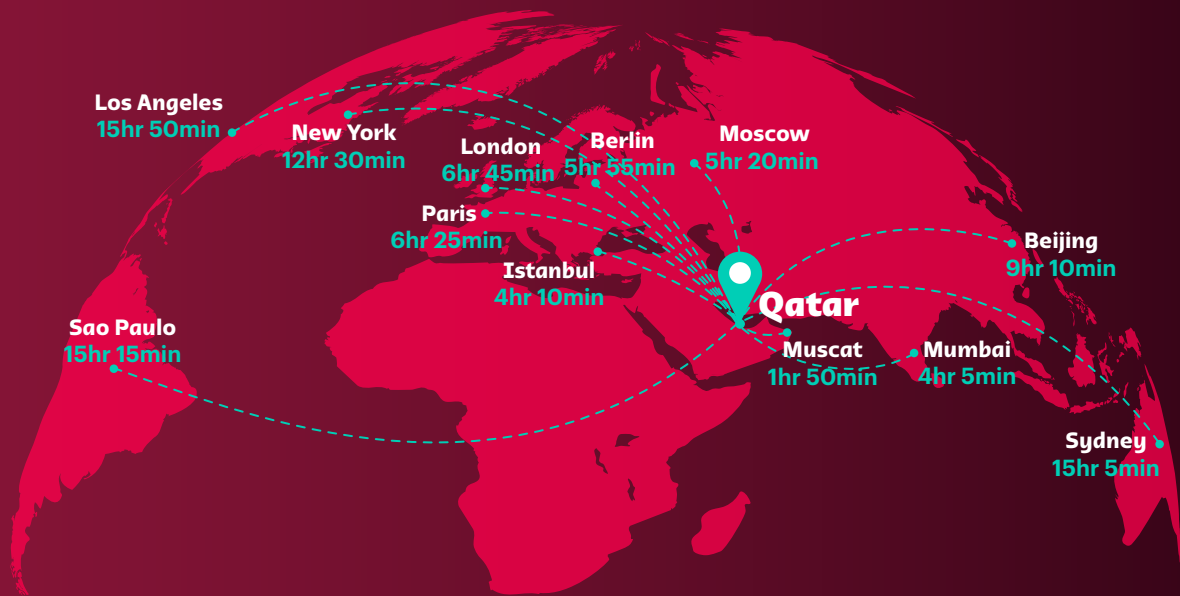 Los Angeles
15hr 50min
New York
12hr 30min
London
6hr 45min
Berlin
5hr 55min
Moscow
5hr 20min
Paris
6hr 25min
Istanbul
4hr 10min
Beijing
9hr 10min
Qatar
Sao Paulo
15hr 15min
Muscat
1hr 50min
Mumbai
4hr 5min
Sydney
15hr 5min